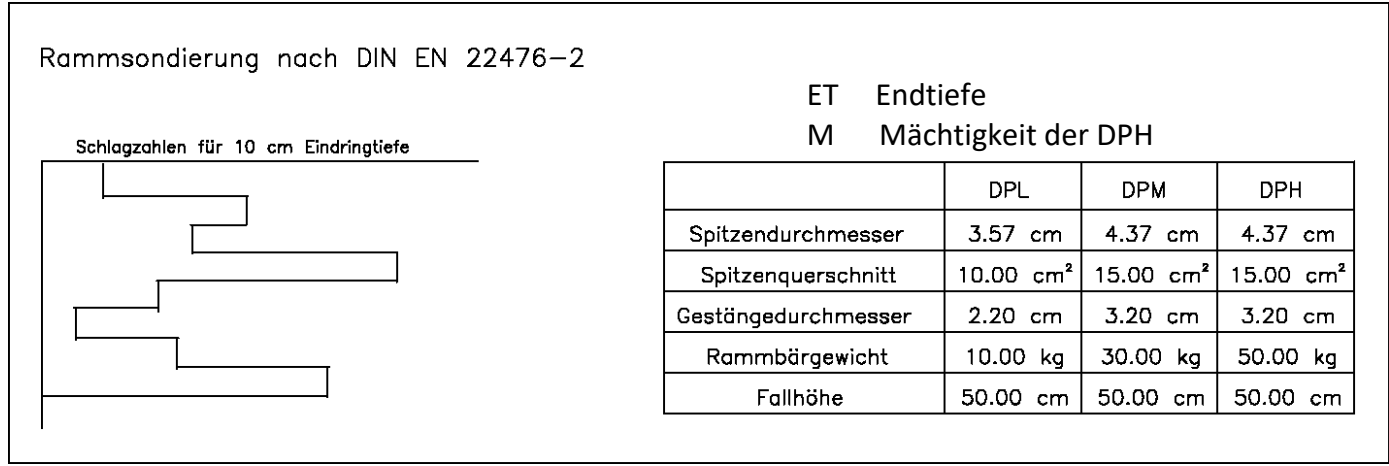 Rammsondierung nach DIN EN 22476-2
Schlagzahlen für 10 cm Eindringtiefe
ET Endtiefe
M Mächtigkeit der DPH
DPL DPM DPH
Spitzendurchmesser 3.57 cm 4.37 cm 4.37 cm
Spitzenquerschnitt 10.00 cm² 15.00 cm² 15.00 cm²
Gestängedurchmesser 2.20 cm 3.20 cm 3.20 cm
Rammbärgewicht 10.00 kg 30.00 kg 50.00 kg
Fallhöhe 50.00 cm 50.00 cm 50.00 cm